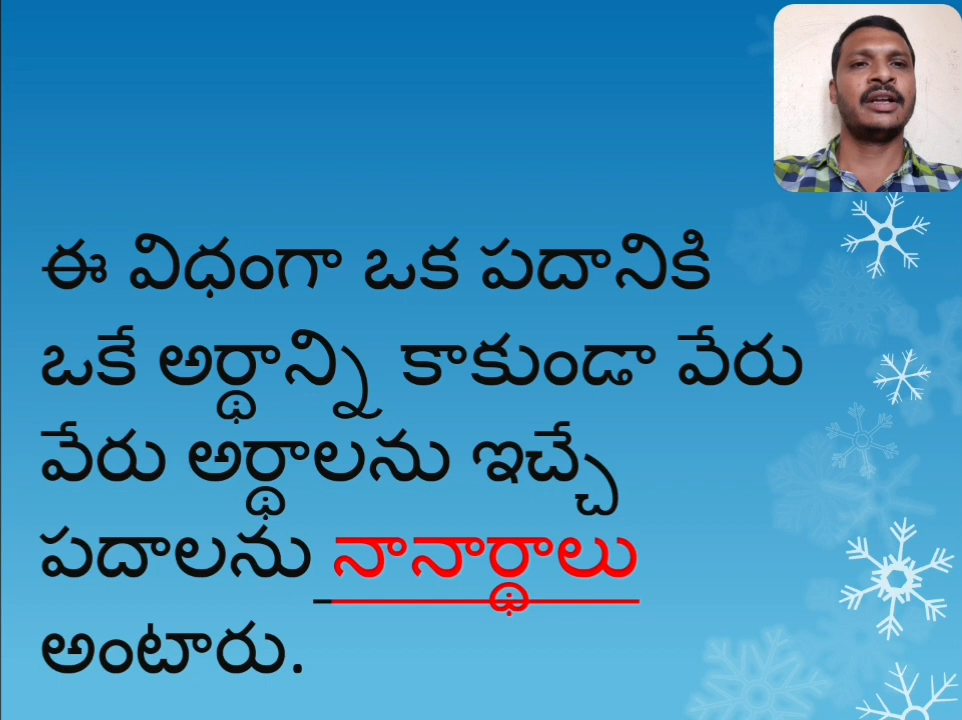 ఈ విధంగా ఒక పదానికి
ఒకే అర్థాన్ని కాకుండా వేరు
వేరు అర్థాలను ఇచ్చే
పదాలను నానార్థాలు
అంటారు.